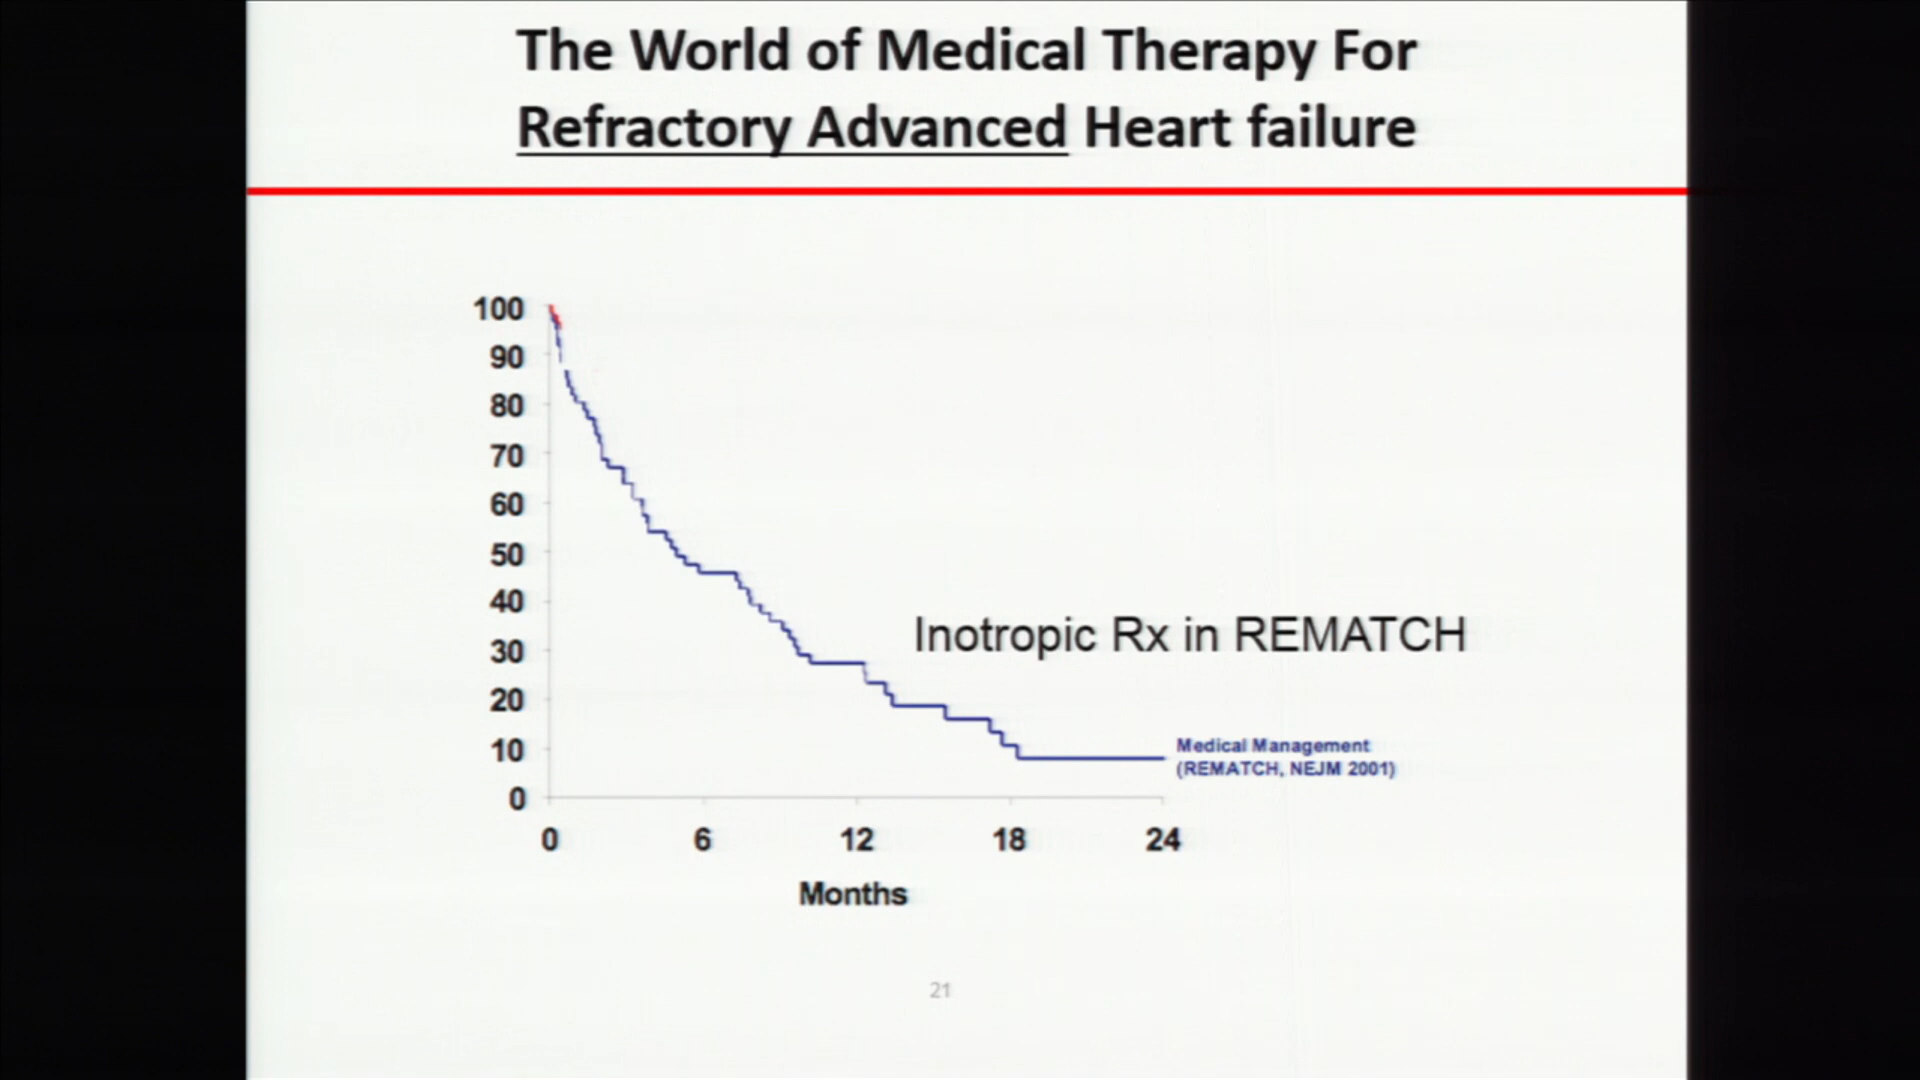 The World of Medical Therapy For
Refractory Advanced Heart failure
100
90
80
70
60
50
40
30
20
10
0
Inotropic Rx in REMATCH
Medical Management
(REMATCH, NEJM 2001)
0 6 12 18 24
Months
21